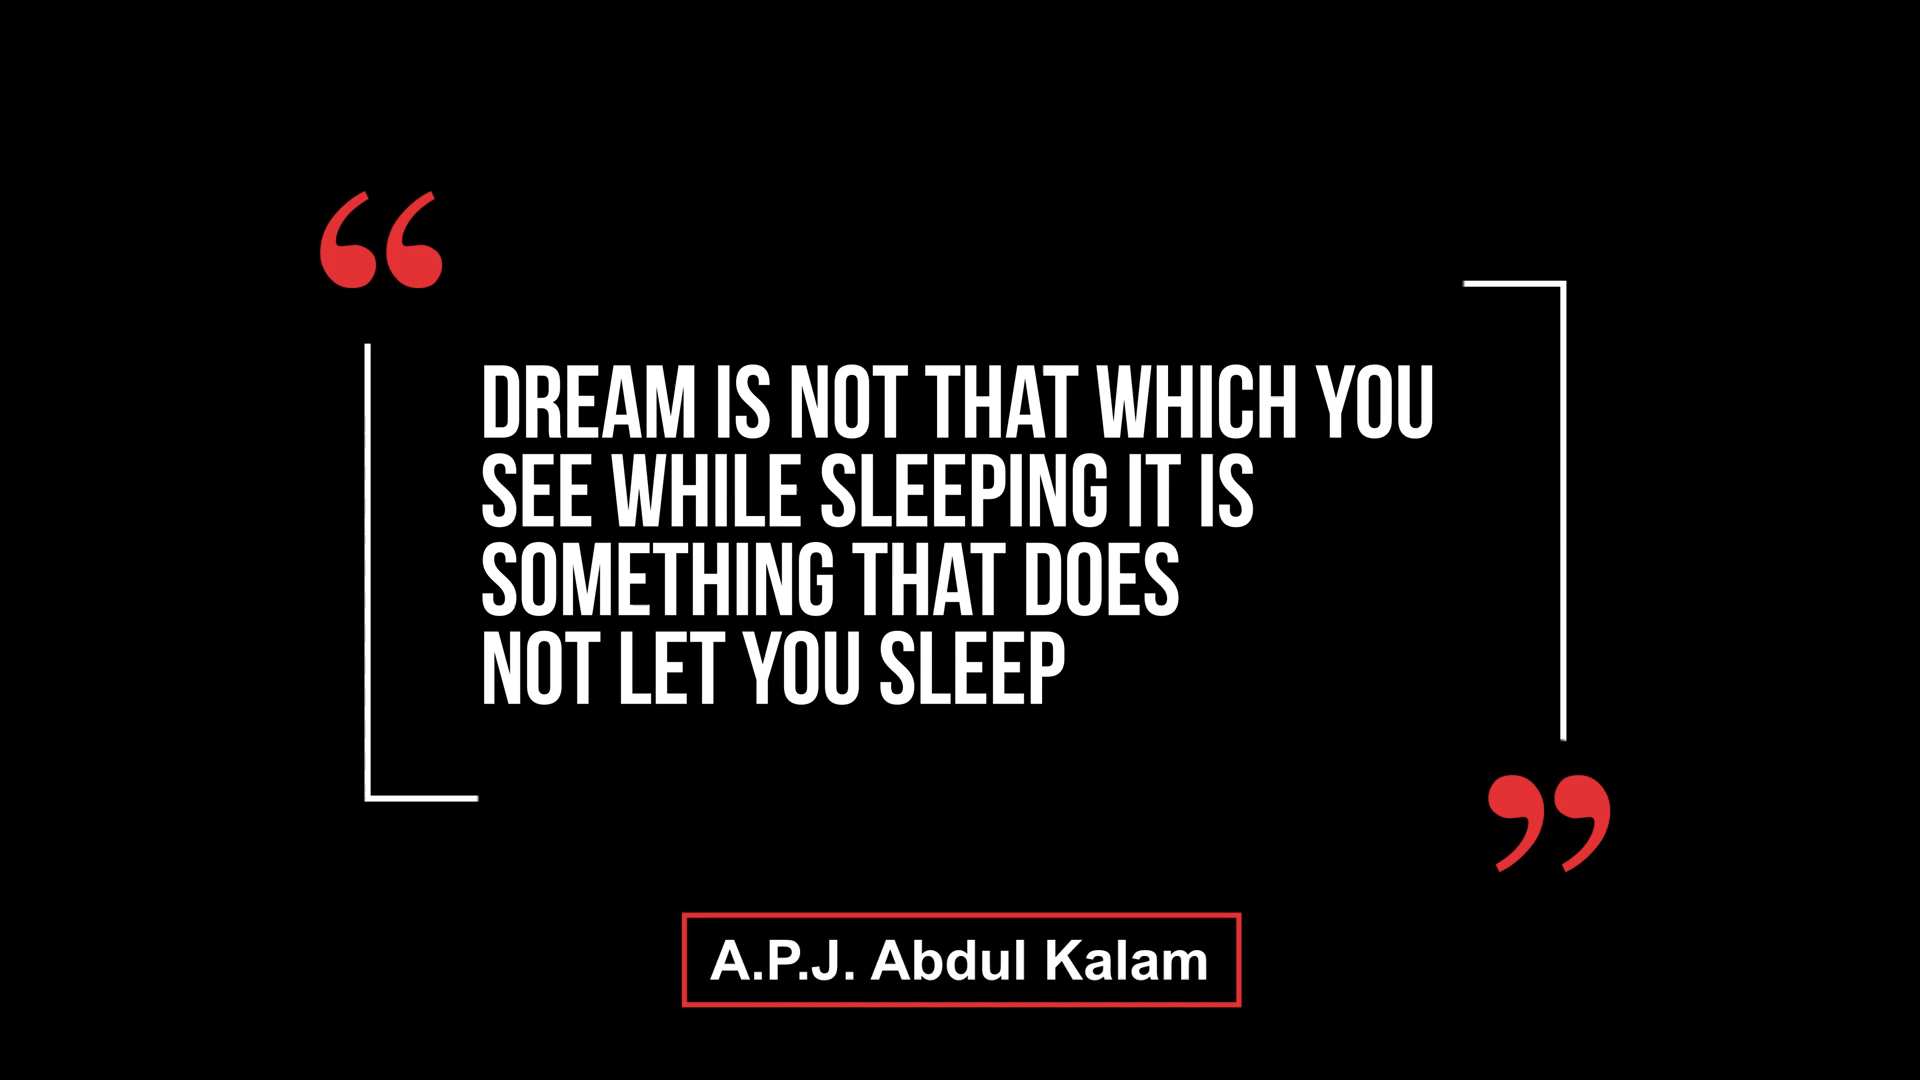 “
DREAM IS NOT THAT WHICH YOU
SEE WHILE SLEEPING IT IS
SOMETHING THAT DOES
NOT LET YOU SLEEP
”
A.P.J. Abdul Kalam